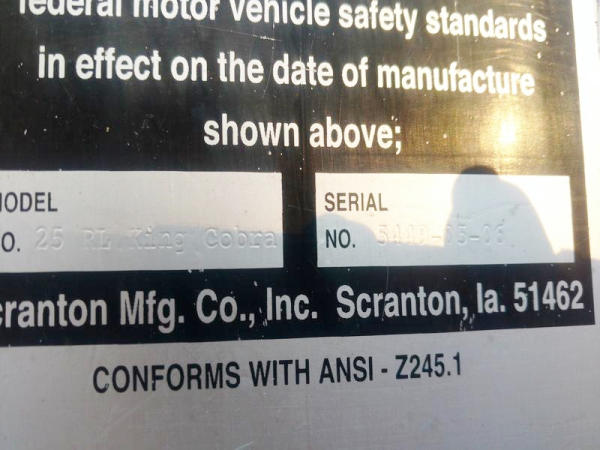 federal motor vehicle safety standards
in effect on the date of manufacture
shown above;
MODEL
NO. 25 RL King Cobra
SERIAL
NO.
Scranton Mfg. Co., Inc. Scranton, Ia. 51462
CONFORMS WITH ANSI - Z245.1